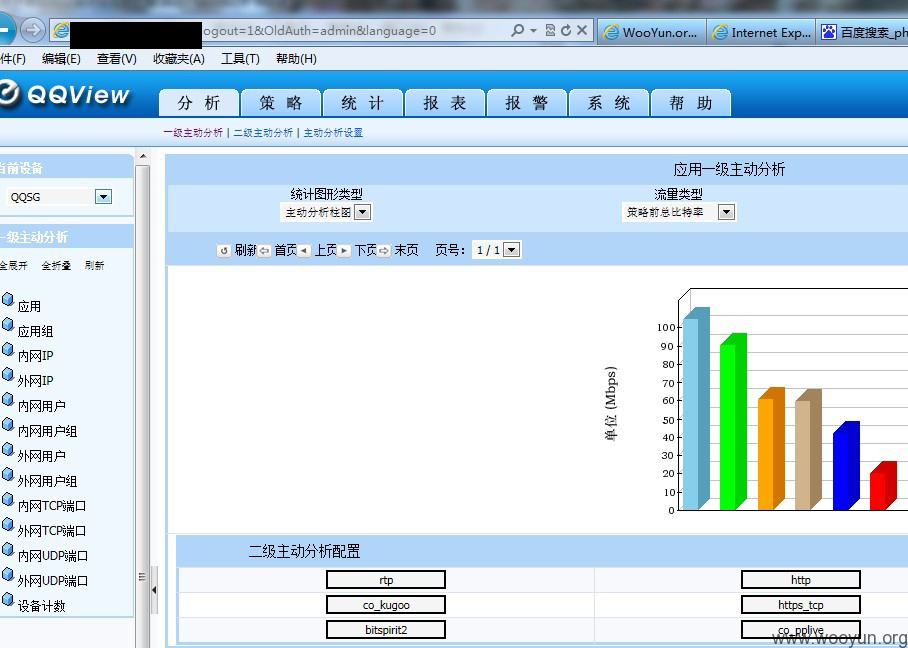 ogout=1&OldAuth=admin&language=0
WooYun.or...
Internet Exp...
百度搜索_ph
件(F) 编辑(E) 查看(V) 收藏夹(A) 工具(T) 帮助(H)
QQView
分 析 策 略 统 计 报 表 报 警 系 统 帮 助
一级主动分析 | 二级主动分析 | 主动分析设置
当前设备
QQSG
一级主动分析
全展开 全折叠 刷新
应用
应用组
内网IP
外网IP
内网用户
内网用户组
外网用户
外网用户组
内网TCP端口
外网TCP端口
内网UDP端口
外网UDP端口
设备计数
应用一级主动分析
统计图形类型 流量类型
主动分析柱图 策略前总比特率
刷新 首页 上页 下页 末页 页号： 1 / 1
单位 (Mbps)
100
90
80
70
60
50
40
30
20
10
0
二级主动分析配置
rtp http
co_kugoo https_tcp
bitspirit2 co_pplive
www.wooyun.org